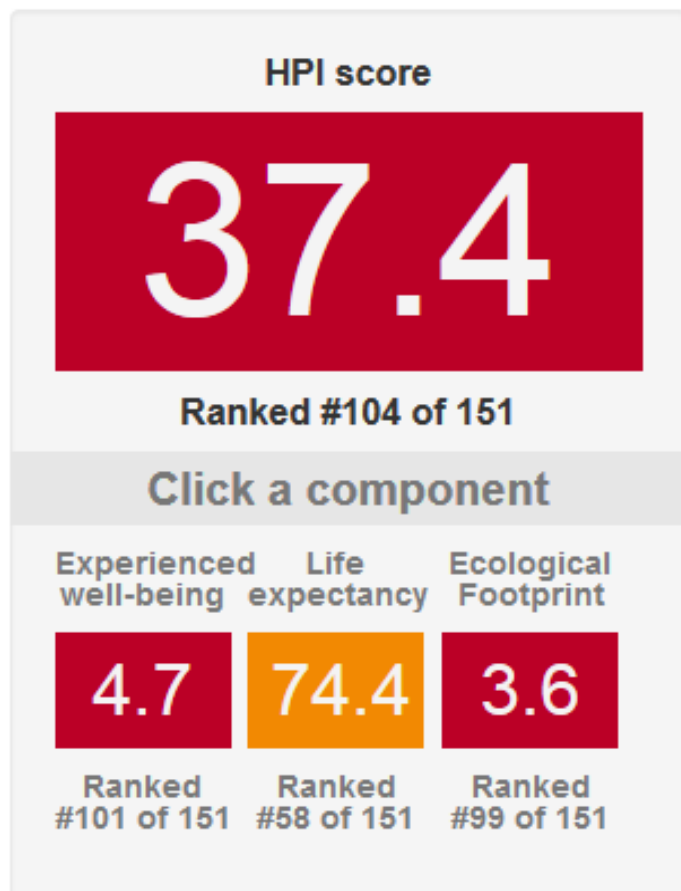 HPI score
37.4
Ranked #104 of 151
Click a component
Experienced well-being
Life expectancy
Ecological Footprint
4.7
74.4
3.6
Ranked #101 of 151
Ranked #58 of 151
Ranked #99 of 151